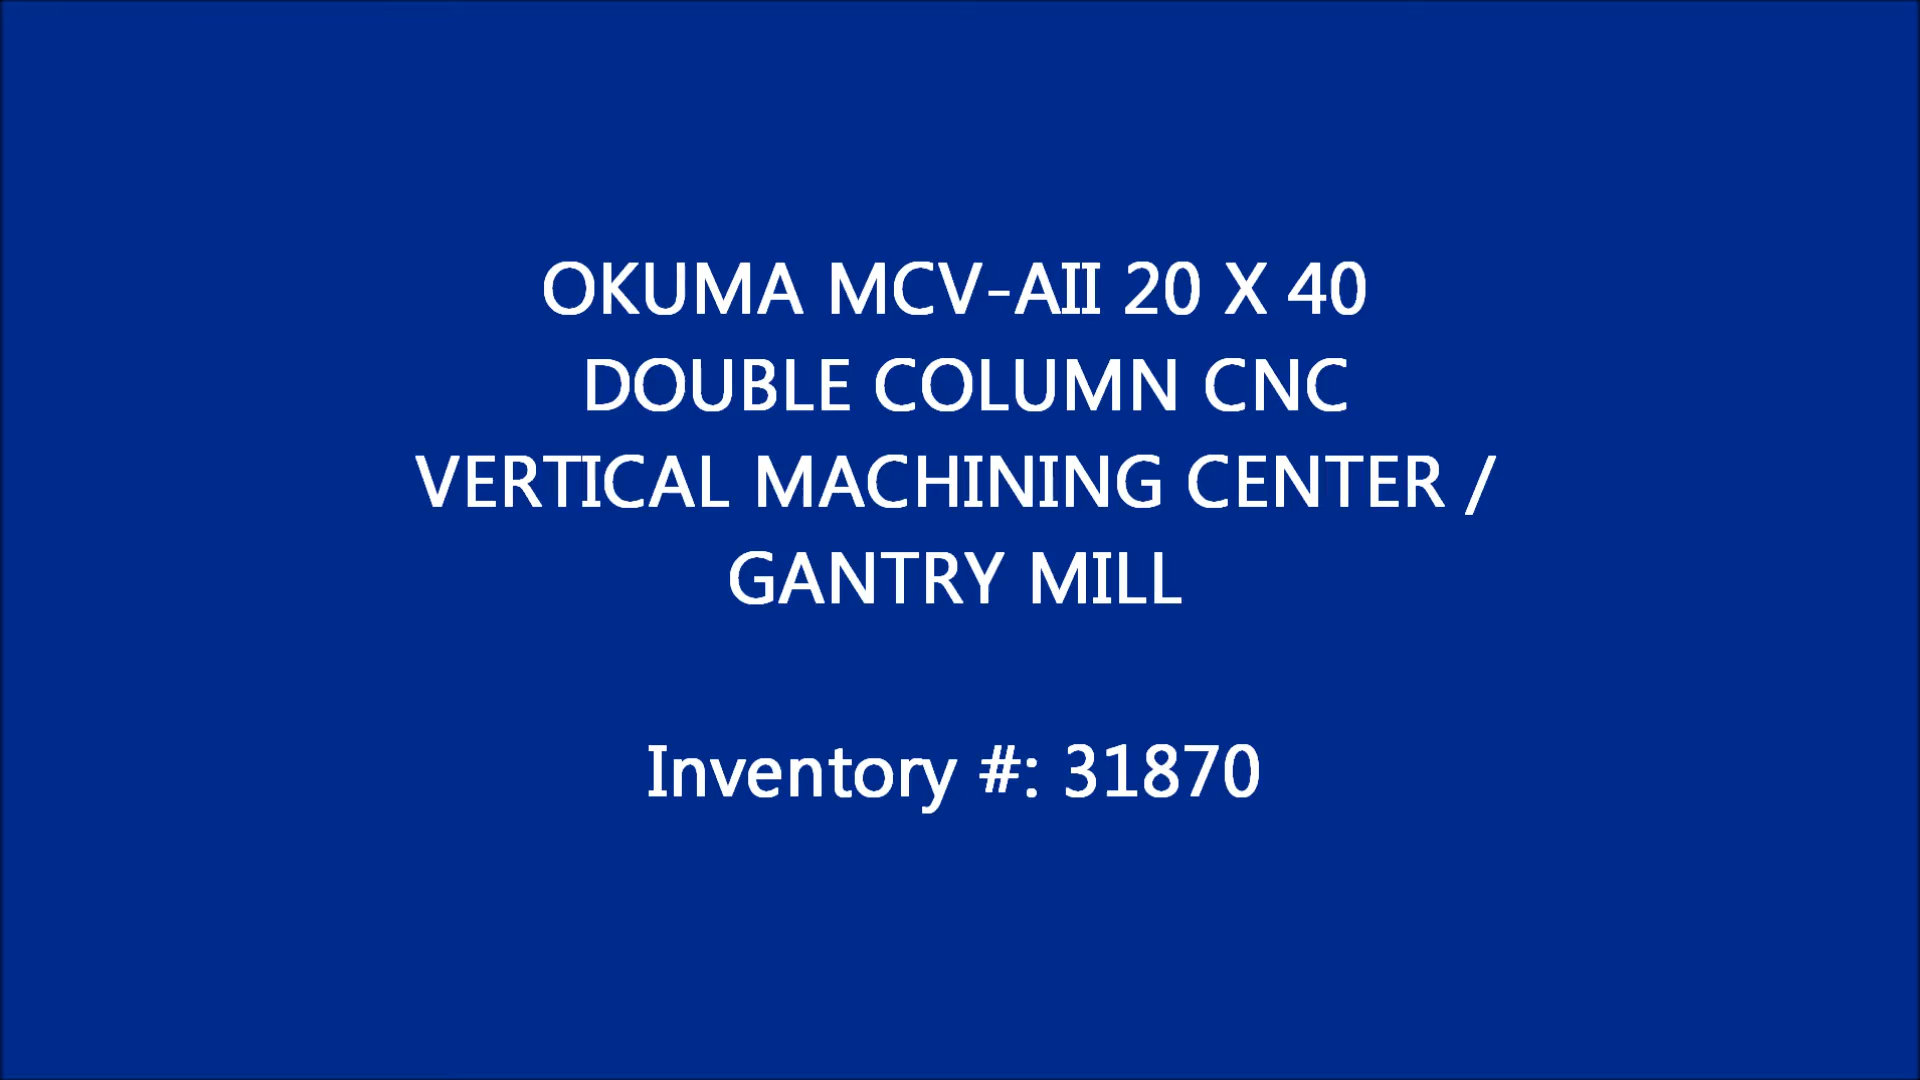 OKUMA MCV-AII 20 X 40
DOUBLE COLUMN CNC
VERTICAL MACHINING CENTER /
GANTRY MILL
Inventory #: 31870